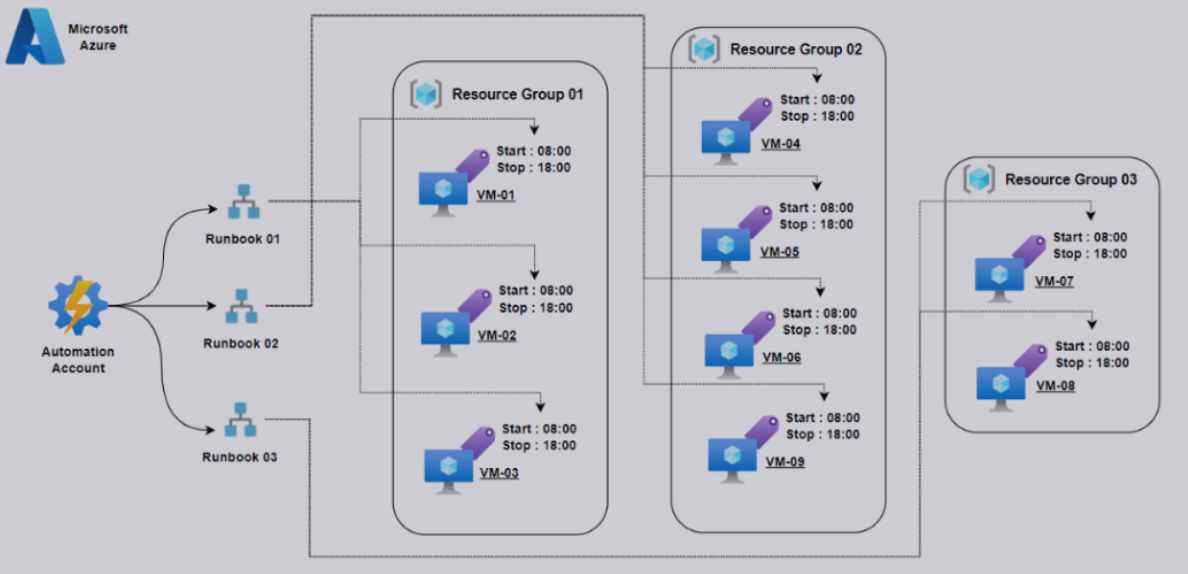 Microsoft
Azure
Automation
Account
Runbook 01
Runbook 02
Runbook 03
Resource Group 01
Start : 08:00
Stop : 18:00
VM-01
Start : 08:00
Stop : 18:00
VM-02
Start : 08:00
Stop : 18:00
VM-03
Resource Group 02
Start : 08:00
Stop : 18:00
VM-04
Start : 08:00
Stop : 18:00
VM-05
Start : 08:00
Stop : 18:00
VM-06
Start : 08:00
Stop : 18:00
VM-09
Resource Group 03
Start : 08:00
Stop : 18:00
VM-07
Start : 08:00
Stop : 18:00
VM-08